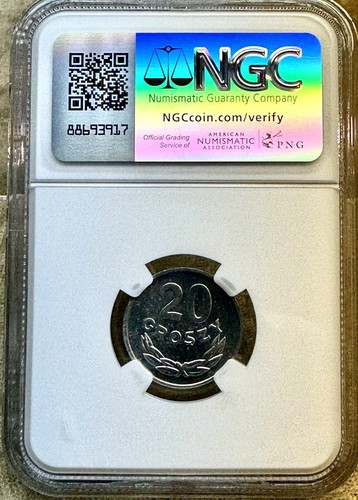 NGC
Numismatic Guaranty Company
NGCcoin.com/verify
88693917
Official Grading
Service of
AMERICAN
NUMISMATIC
ASSOCIATION
PNG
20
GROSZY